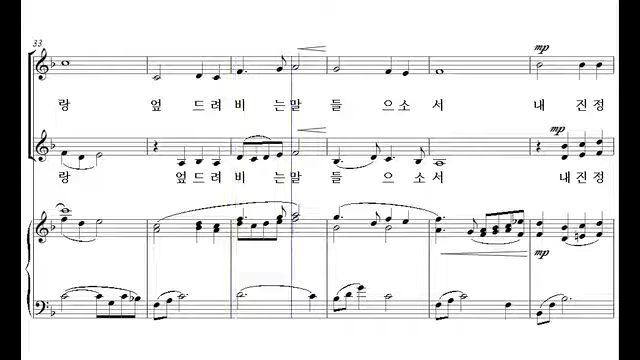 33
mp
랑 엎드려 비 는 말 들 으소 서 내 진정
mp
랑 엎드려 비 는 말 들 으소 서 내 진정
mp